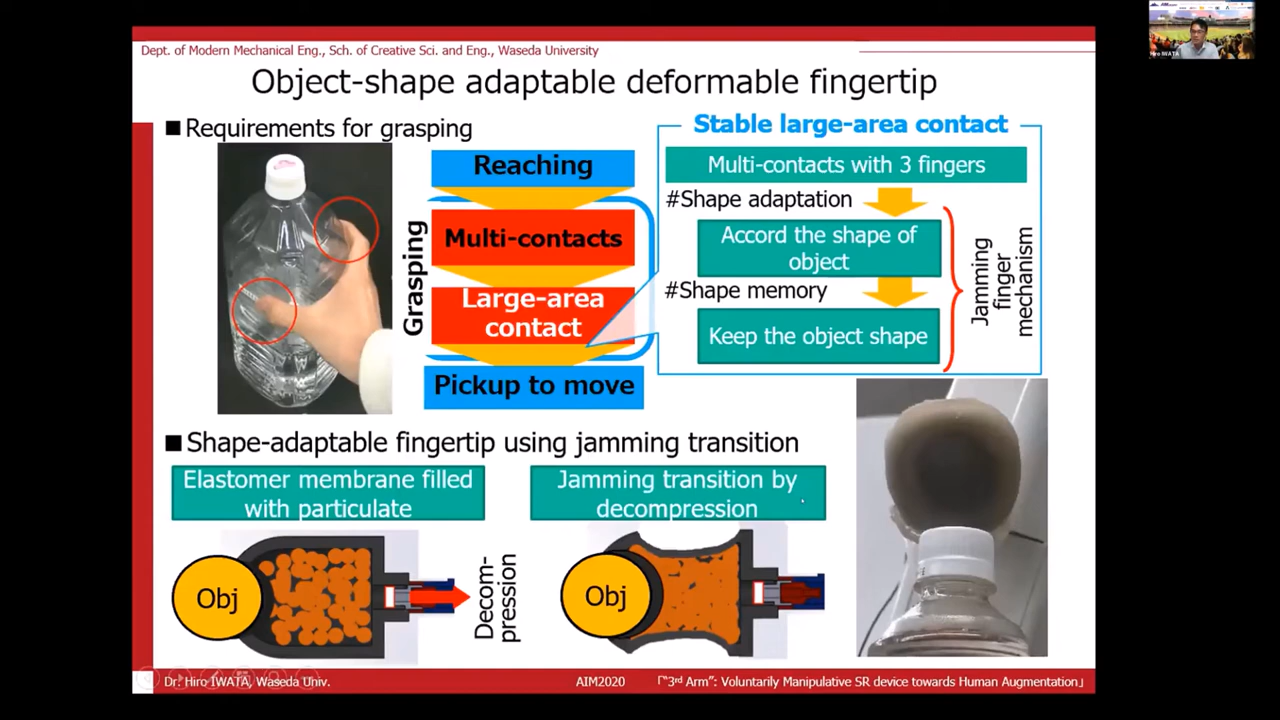 Dept. of Modern Mechanical Eng., Sch. of Creative Sci. and Eng., Waseda University
Object-shape adaptable deformable fingertip
■ Requirements for grasping
Reaching
Grasping
Multi-contacts
Large-area
contact
Pickup to move
Stable large-area contact
Multi-contacts with 3 fingers
#Shape adaptation
Accord the shape of
object
#Shape memory
Keep the object shape
Jamming
finger
mechanism
■ Shape-adaptable fingertip using jamming transition
Elastomer membrane filled
with particulate
Obj
Decom-
pression
Jamming transition by
decompression
Obj
Dr. Hiro IWATA, Waseda Univ.
AIM2020
「"3rd Arm": Voluntarily Manipulative SR device towards Human Augmentation」
Hiro IWATA